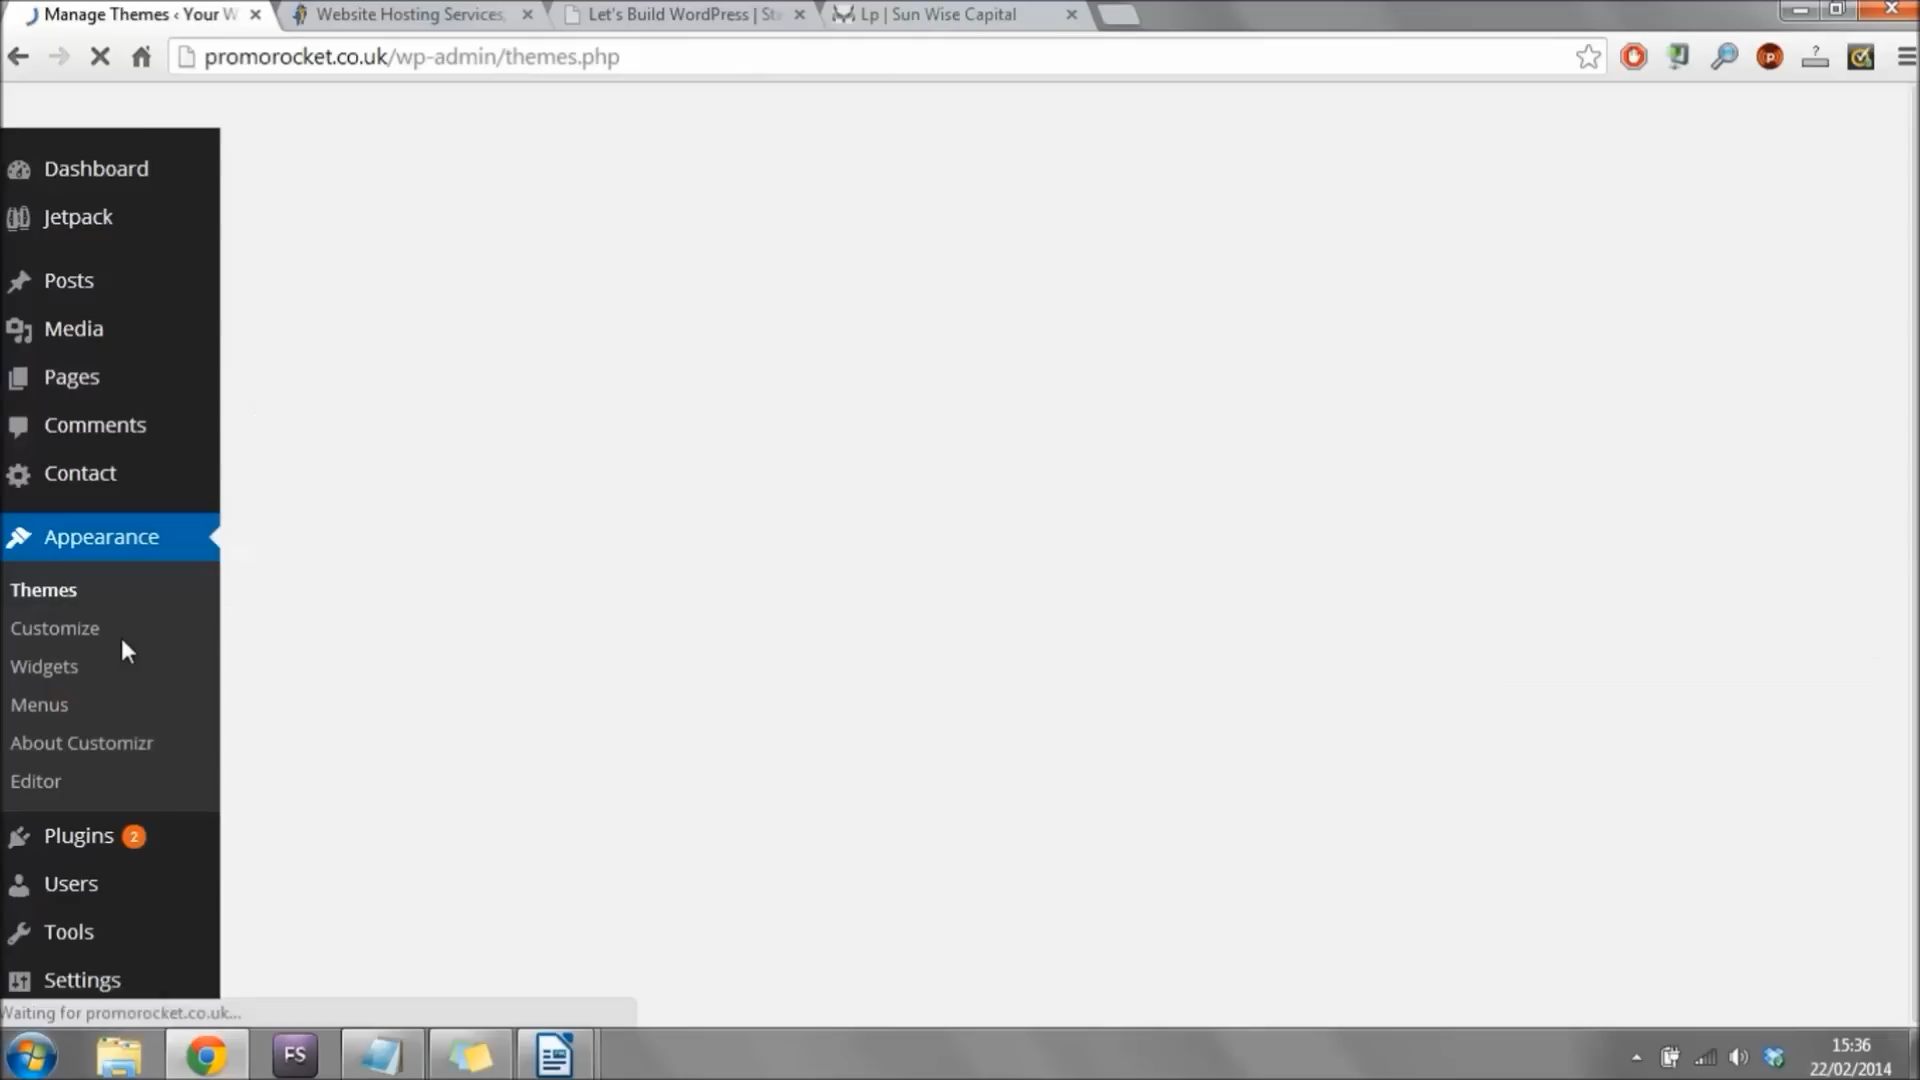 Manage Themes ‹ Your W
Website Hosting Services,
Let's Build WordPress | Sta
Lp | Sun Wise Capital
promorocket.co.uk/wp-admin/themes.php
Dashboard
Jetpack
Posts
Media
Pages
Comments
Contact
Appearance
Themes
Customize
Widgets
Menus
About Customizr
Editor
Plugins 2
Users
Tools
Settings
Waiting for promorocket.co.uk...
FS
15:36
22/02/2014